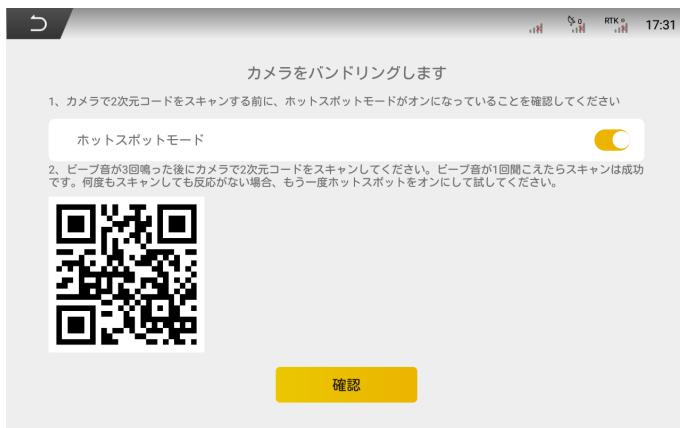 0
RTK 0
17:31
カメラをバンドリングします
1、カメラで2次元コードをスキャンする前に、ホットスポットモードがオンになっていることを確認してください
ホットスポットモード
2、ビープ音が3回鳴った後にカメラで2次元コードをスキャンしてください。ビープ音が1回聞こえたらスキャンは成功
です。何度もスキャンしても反応がない場合、もう一度ホットスポットをオンにして試してください。
確認